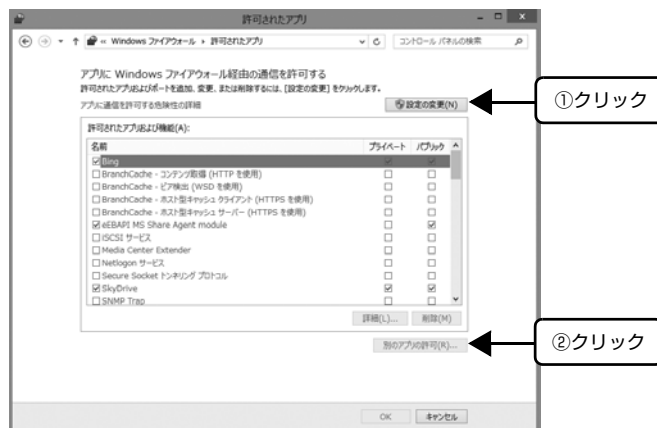 許可されたアプリ
« Windows ファイアウォール › 許可されたアプリ
コントロール パネルの検索
アプリに Windows ファイアウォール経由の通信を許可する
許可されたアプリおよびポートを追加、変更、または削除するには、[設定の変更] をクリックします。
アプリに通信を許可する危険性の詳細
設定の変更(N)
①クリック
許可されたアプリおよび機能(A):
名前 プライベート パブリック
Bing
BranchCache - コンテンツ取得 (HTTP を使用)
BranchCache - ピア検出 (WSD を使用)
BranchCache - ホスト型キャッシュ クライアント (HTTPS を使用)
BranchCache - ホスト型キャッシュ サーバー (HTTPS を使用)
eEBAPI MS Share Agent module
iSCSI サービス
Media Center Extender
Netlogon サービス
Secure Socket トンネリング プロトコル
SkyDrive
SNMP Trap
詳細(L)... 削除(M)
別のアプリの許可(R)...
②クリック
OK キャンセル